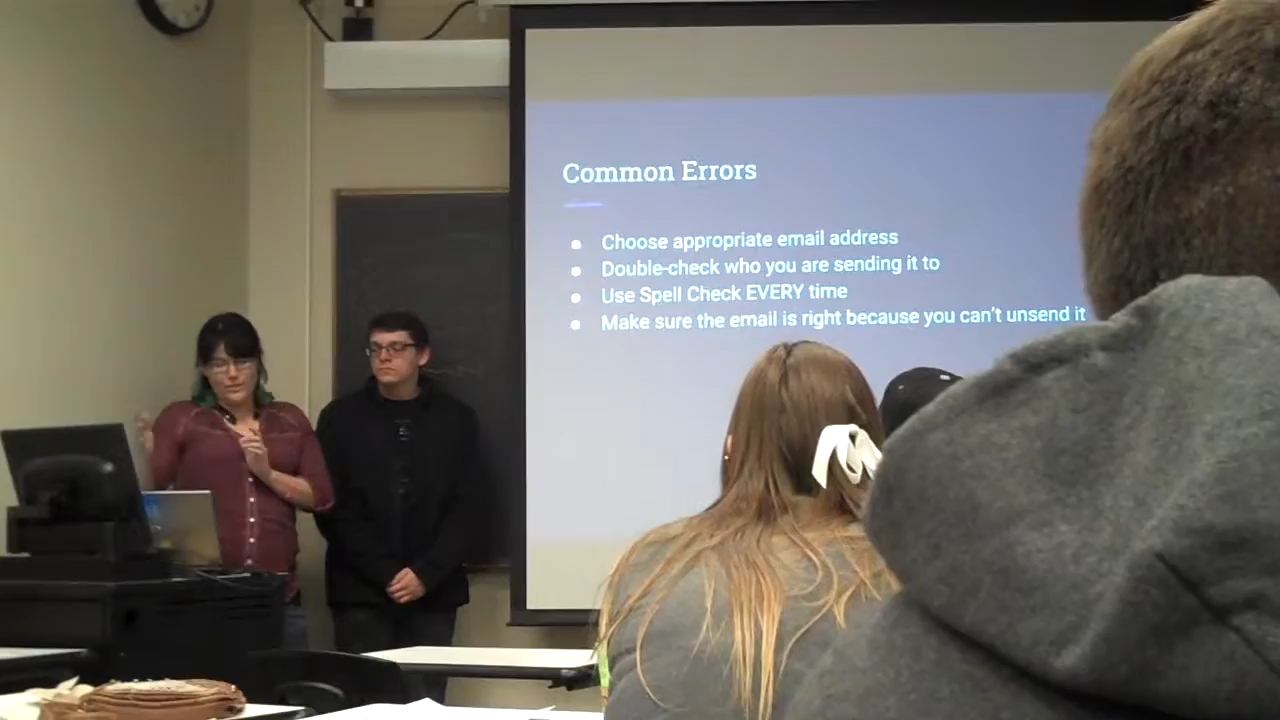 Common Errors
Choose appropriate email address
Double-check who you are sending it to
Use Spell Check EVERY time
Make sure the email is right because you can't unsend it